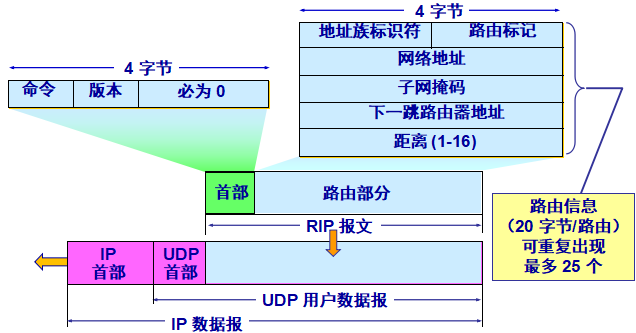 4 字节
地址族标识符 路由标记
网络地址
子网掩码
下一跳路由器地址
距离 (1-16)
4 字节
命令 版本 必为 0
首部 路由部分
RIP 报文
路由信息
（20 字节/路由）
可重复出现
最多 25 个
IP
首部
UDP
首部
UDP 用户数据报
IP 数据报